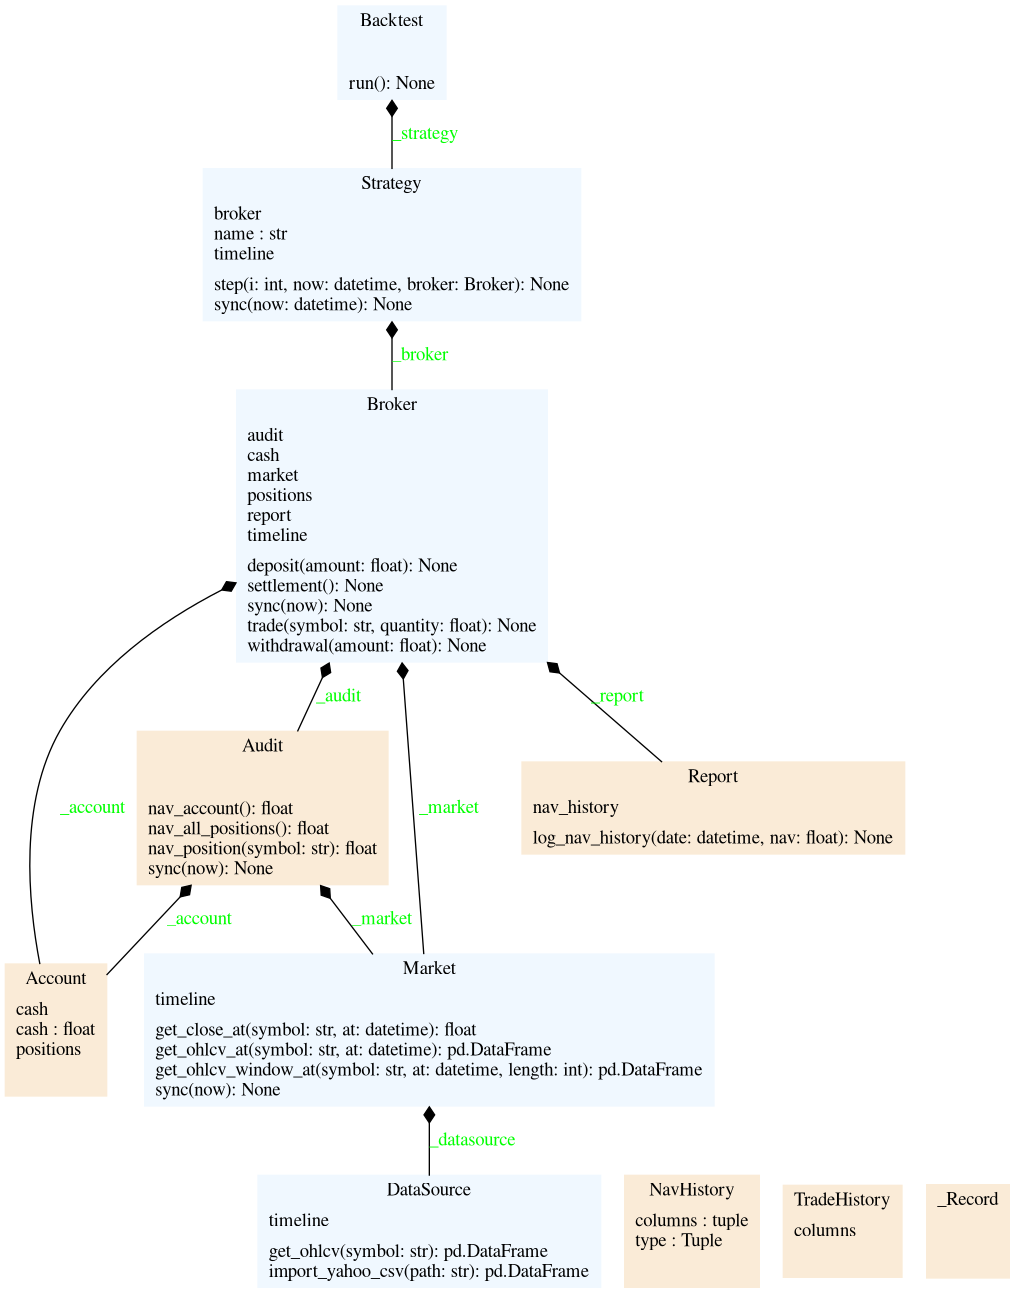 Backtest
run(): None
_strategy
Strategy
broker
name : str
timeline
step(i: int, now: datetime, broker: Broker): None
sync(now: datetime): None
_broker
Broker
audit
cash
market
positions
report
timeline
deposit(amount: float): None
settlement(): None
sync(now): None
trade(symbol: str, quantity: float): None
withdrawal(amount: float): None
_audit
_report
Audit
nav_account(): float
nav_all_positions(): float
nav_position(symbol: str): float
sync(now): None
_account
_market
Report
nav_history
log_nav_history(date: datetime, nav: float): None
_account
_market
Account
cash
cash : float
positions
Market
timeline
get_close_at(symbol: str, at: datetime): float
get_ohlcv_at(symbol: str, at: datetime): pd.DataFrame
get_ohlcv_window_at(symbol: str, at: datetime, length: int): pd.DataFrame
sync(now): None
_datasource
DataSource
timeline
get_ohlcv(symbol: str): pd.DataFrame
import_yahoo_csv(path: str): pd.DataFrame
NavHistory
columns : tuple
type : Tuple
TradeHistory
columns
_Record